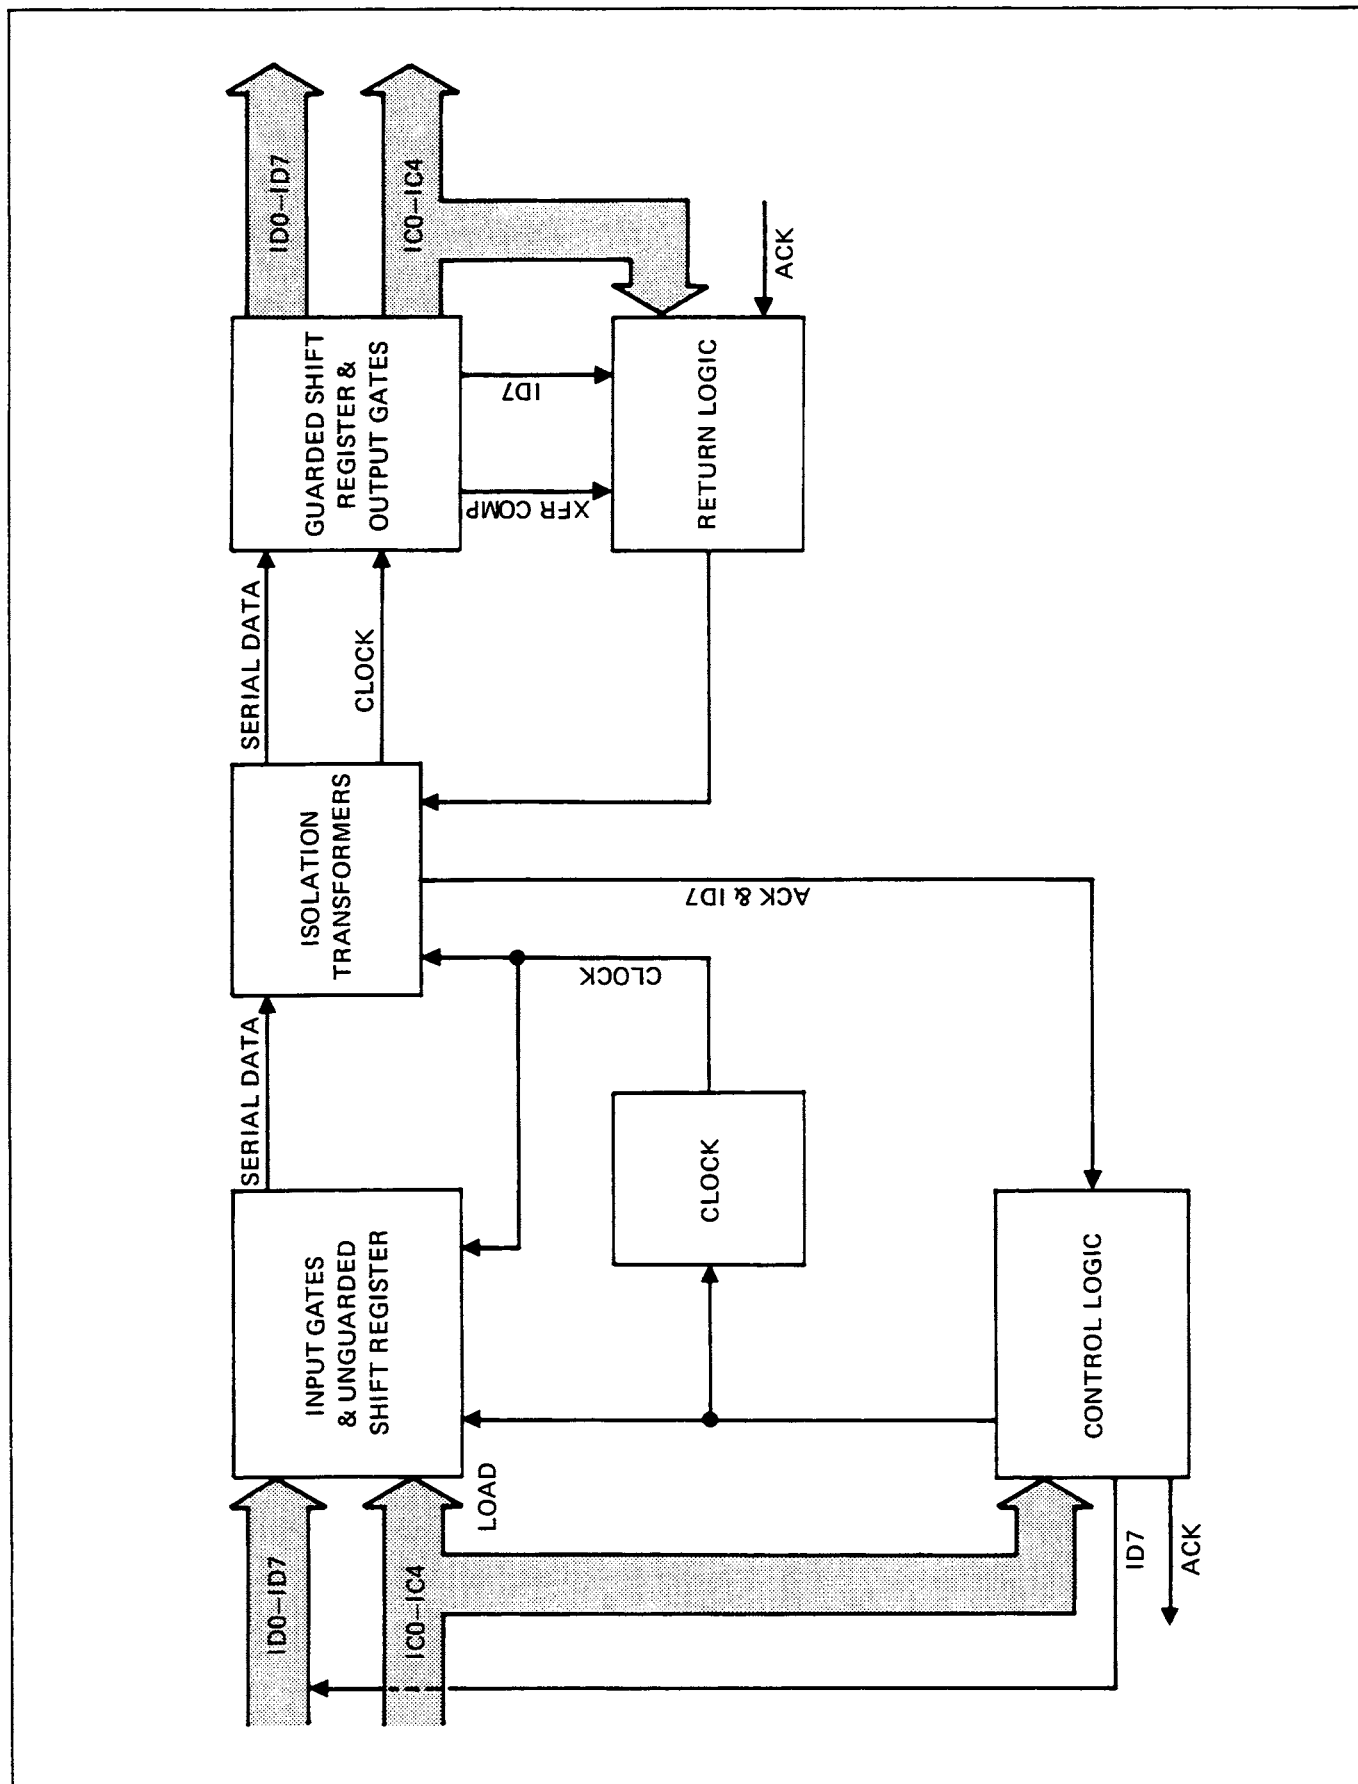 ID0–ID7
IC0–IC4
LOAD
INPUT GATES
& UNGUARDED
SHIFT REGISTER
SERIAL DATA
ISOLATION
TRANSFORMERS
SERIAL DATA
CLOCK
GUARDED SHIFT
REGISTER &
OUTPUT GATES
ID0–ID7
IC0–IC4
CLOCK
CLOCK
ACK & ID7
XFR COMP
ID7
RETURN LOGIC
ACK
CONTROL LOGIC
ID7
ACK